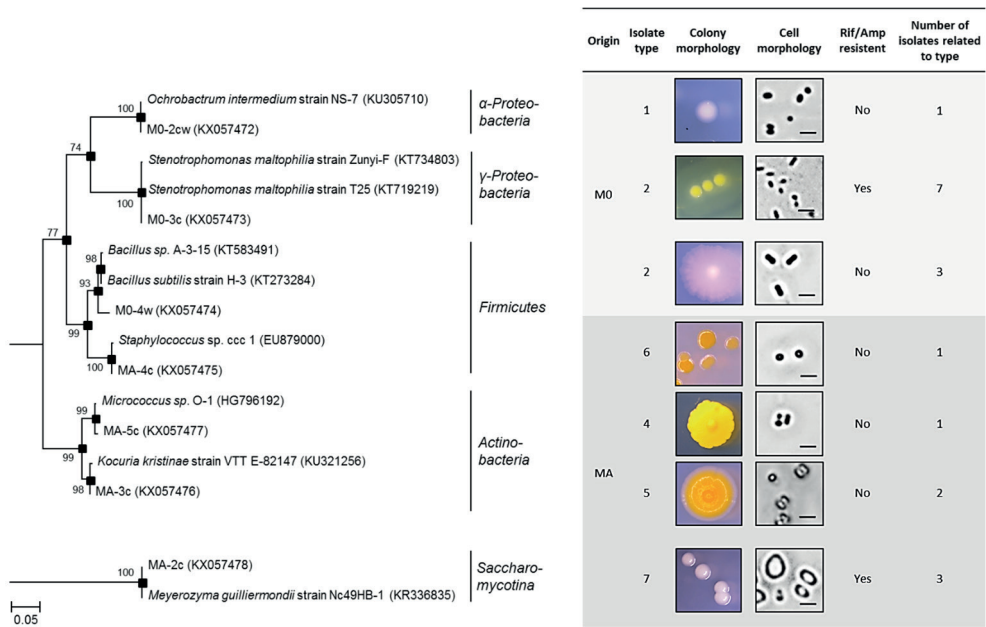 Origin Isolate type Colony morphology Cell morphology Rif/Amp resistent Number of isolates related to type
100 Ochrobactrum intermedium strain NS-7 (KU305710)
M0-2cw (KX057472)
α-Proteo-
bacteria
74
Stenotrophomonas maltophilia strain Zunyi-F (KT734803)
Stenotrophomonas maltophilia strain T25 (KT719219)
100
M0-3c (KX057473)
γ-Proteo-
bacteria
77
Bacillus sp. A-3-15 (KT583491)
98
Bacillus subtilis strain H-3 (KT273284)
93
M0-4w (KX057474)
99
Staphylococcus sp. ccc 1 (EU879000)
100 MA-4c (KX057475)
Firmicutes
Micrococcus sp. O-1 (HG796192)
99
MA-5c (KX057477)
99
Kocuria kristinae strain VTT E-82147 (KU321256)
98 MA-3c (KX057476)
Actino-
bacteria
MA-2c (KX057478)
100
Meyerozyma guilliermondii strain Nc49HB-1 (KR336835)
Saccharo-
mycotina
0.05
M0
1 No 1
2 Yes 7
2 No 3
MA
6 No 1
4 No 1
5 No 2
7 Yes 3